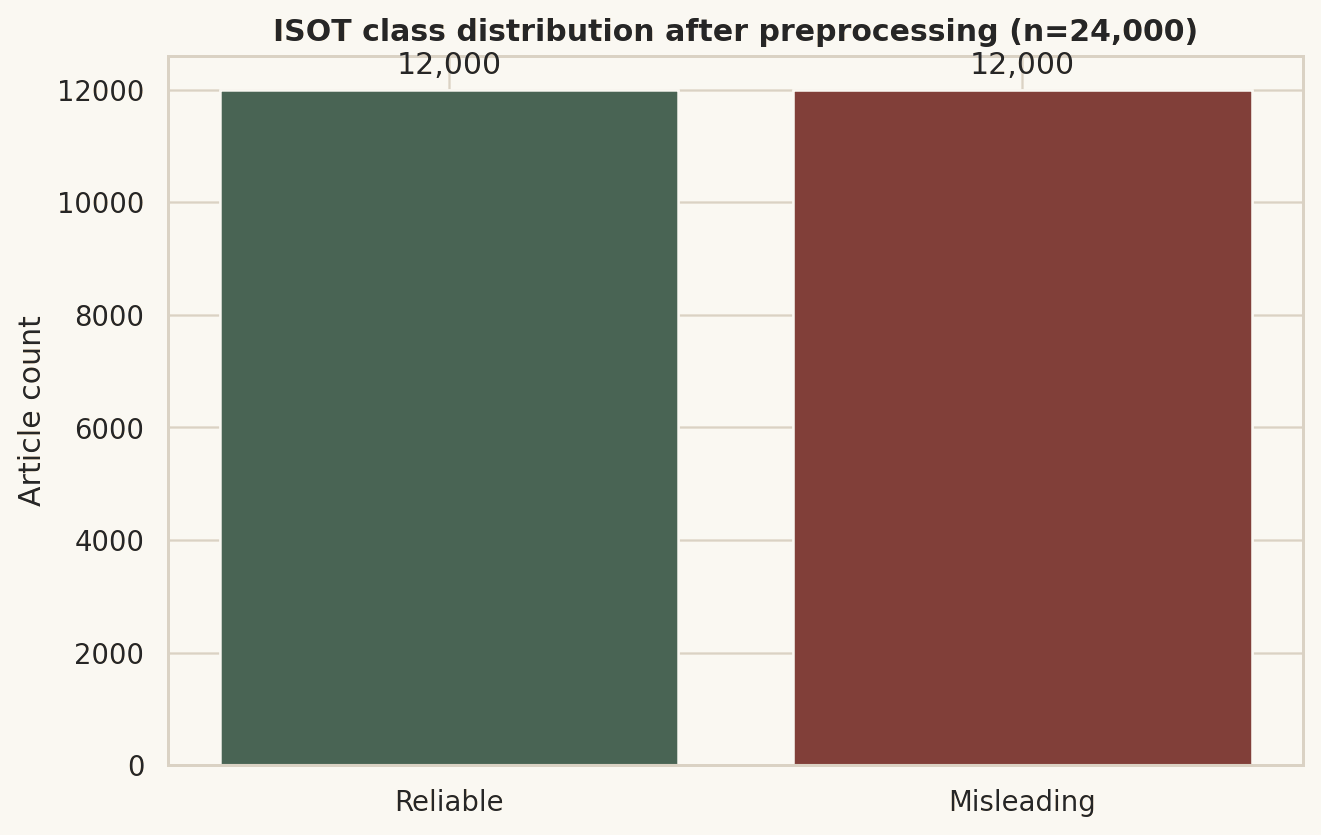 ISOT class distribution after preprocessing (n=24,000)
12,000
12,000
12000
10000
8000
6000
4000
2000
0
Article count
Reliable
Misleading